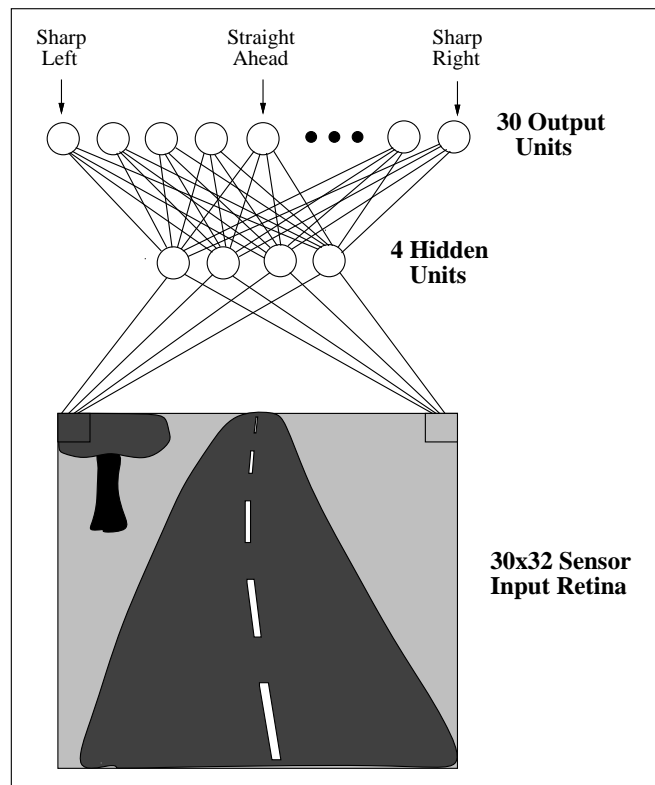 Sharp
Left
Straight
Ahead
Sharp
Right
30 Output
Units
4 Hidden
Units
30x32 Sensor
Input Retina